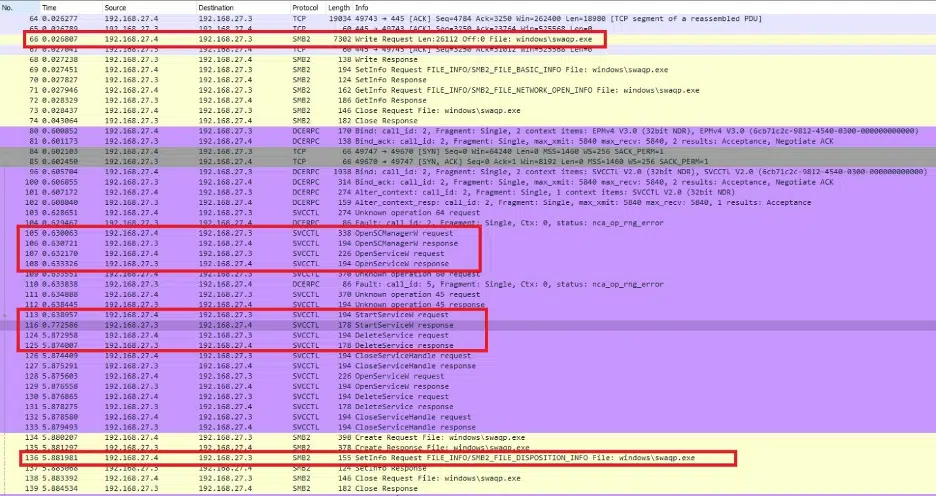 No. Time Source Destination Protocol Length Info
64 0.026277 192.168.27.4 192.168.27.3 TCP 19034 49743 → 445 [ACK] Seq=4784 Ack=3250 Win=262400 Len=18980 [TCP segment of a reassembled PDU]
65 0.026789 192.168.27.3 192.168.27.4 TCP 60 445 → 49743 [ACK] Seq=3250 Ack=23764 Win=525568 Len=0
66 0.026807 192.168.27.4 192.168.27.3 SMB2 7302 Write Request Len:26112 Off:0 File: windows\swaqp.exe
67 0.027041 192.168.27.3 192.168.27.4 TCP 60 445 → 49743 [ACK] Seq=3250 Ack=31012 Win=525568 Len=0
68 0.027238 192.168.27.3 192.168.27.4 SMB2 138 Write Response
69 0.027451 192.168.27.4 192.168.27.3 SMB2 194 SetInfo Request FILE_INFO/SMB2_FILE_BASIC_INFO File: windows\swaqp.exe
70 0.027827 192.168.27.3 192.168.27.4 SMB2 124 SetInfo Response
71 0.027946 192.168.27.4 192.168.27.3 SMB2 162 GetInfo Request FILE_INFO/SMB2_FILE_NETWORK_OPEN_INFO File: windows\swaqp.exe
72 0.028329 192.168.27.3 192.168.27.4 SMB2 186 GetInfo Response
73 0.028437 192.168.27.4 192.168.27.3 SMB2 146 Close Request File: windows\swaqp.exe
74 0.043064 192.168.27.3 192.168.27.4 SMB2 182 Close Response
80 0.600852 192.168.27.4 192.168.27.3 DCERPC 170 Bind: call_id: 2, Fragment: Single, 2 context items: EPMv4 V3.0 (32bit NDR), EPMv4 V3.0 (6cb71c2c-9812-4540-0300-000000000000)
81 0.601173 192.168.27.3 192.168.27.4 DCERPC 138 Bind_ack: call_id: 2, Fragment: Single, max_xmit: 5840 max_recv: 5840, 2 results: Acceptance, Negotiate ACK
84 0.602103 192.168.27.4 192.168.27.3 TCP 66 49747 → 49670 [SYN] Seq=0 Win=64240 Len=0 MSS=1460 WS=256 SACK_PERM=1
85 0.602450 192.168.27.3 192.168.27.4 TCP 66 49670 → 49747 [SYN, ACK] Seq=0 Ack=1 Win=8192 Len=0 MSS=1460 WS=256 SACK_PERM=1
96 0.605704 192.168.27.4 192.168.27.3 DCERPC 1938 Bind: call_id: 2, Fragment: Single, 2 context items: SVCCTL V2.0 (32bit NDR), SVCCTL V2.0 (6cb71c2c-9812-4540-0300-000000000000)
100 0.606855 192.168.27.3 192.168.27.4 DCERPC 314 Bind_ack: call_id: 2, Fragment: Single, max_xmit: 5840 max_recv: 5840, 2 results: Acceptance, Negotiate ACK
101 0.607172 192.168.27.4 192.168.27.3 DCERPC 274 Alter_context: call_id: 2, Fragment: Single, 1 context items: SVCCTL V2.0 (32bit NDR)
102 0.608840 192.168.27.3 192.168.27.4 DCERPC 159 Alter_context_resp: call_id: 2, Fragment: Single, max_xmit: 5840 max_recv: 5840, 1 results: Acceptance
103 0.628651 192.168.27.4 192.168.27.3 SVCCTL 274 Unknown operation 64 request
104 0.629467 192.168.27.3 192.168.27.4 DCERPC 86 Fault: call_id: 2, Fragment: Single, Ctx: 0, status: nca_op_rng_error
105 0.630063 192.168.27.4 192.168.27.3 SVCCTL 338 OpenSCManagerW request
106 0.630721 192.168.27.3 192.168.27.4 SVCCTL 194 OpenSCManagerW response
107 0.632170 192.168.27.4 192.168.27.3 SVCCTL 226 OpenServiceW request
108 0.633326 192.168.27.3 192.168.27.4 SVCCTL 194 OpenServiceW response
109 0.633551 192.168.27.4 192.168.27.3 SVCCTL 370 Unknown operation 60 request
110 0.633838 192.168.27.3 192.168.27.4 DCERPC 86 Fault: call_id: 5, Fragment: Single, Ctx: 0, status: nca_op_rng_error
111 0.634888 192.168.27.4 192.168.27.3 SVCCTL 370 Unknown operation 45 request
112 0.638445 192.168.27.3 192.168.27.4 SVCCTL 194 Unknown operation 45 response
113 0.638957 192.168.27.4 192.168.27.3 SVCCTL 194 StartServiceW request
116 0.772586 192.168.27.3 192.168.27.4 SVCCTL 178 StartServiceW response
124 5.872958 192.168.27.4 192.168.27.3 SVCCTL 194 DeleteService request
125 5.874007 192.168.27.3 192.168.27.4 SVCCTL 178 DeleteService response
126 5.874409 192.168.27.4 192.168.27.3 SVCCTL 194 CloseServiceHandle request
127 5.875291 192.168.27.3 192.168.27.4 SVCCTL 194 CloseServiceHandle response
128 5.875603 192.168.27.4 192.168.27.3 SVCCTL 226 OpenServiceW request
129 5.876558 192.168.27.3 192.168.27.4 SVCCTL 194 OpenServiceW response
130 5.876865 192.168.27.4 192.168.27.3 SVCCTL 194 DeleteService request
131 5.878275 192.168.27.3 192.168.27.4 SVCCTL 178 DeleteService response
132 5.878580 192.168.27.4 192.168.27.3 SVCCTL 194 CloseServiceHandle request
133 5.879493 192.168.27.3 192.168.27.4 SVCCTL 194 CloseServiceHandle response
134 5.880207 192.168.27.4 192.168.27.3 SMB2 398 Create Request File: windows\swaqp.exe
135 5.881297 192.168.27.3 192.168.27.4 SMB2 378 Create Response File: windows\swaqp.exe
136 5.881981 192.168.27.4 192.168.27.3 SMB2 155 SetInfo Request FILE_INFO/SMB2_FILE_DISPOSITION_INFO File: windows\swaqp.exe
137 5.883068 192.168.27.3 192.168.27.4 SMB2 124 SetInfo Response
138 5.883392 192.168.27.4 192.168.27.3 SMB2 146 Close Request File: windows\swaqp.exe
139 5.884534 192.168.27.3 192.168.27.4 SMB2 182 Close Response